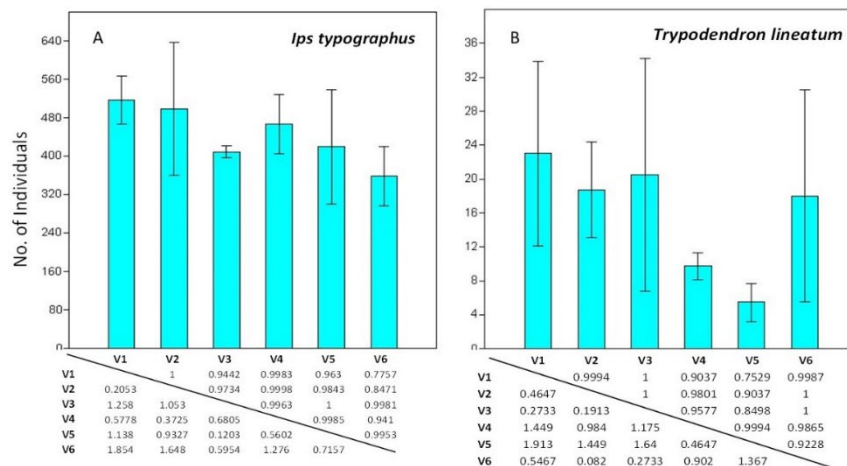 A
Ips typographus
No. of Individuals
640
560
480
400
320
240
160
80
0
V1 V2 V3 V4 V5 V6
V1 1 0.9442 0.9983 0.963 0.7757
V2 0.2053 0.9734 0.9998 0.9843 0.8471
V3 1.258 1.053 0.9963 1 0.9981
V4 0.5778 0.3725 0.6805 0.9985 0.941
V5 1.138 0.9327 0.1203 0.5602 0.9953
V6 1.854 1.648 0.5954 1.276 0.7157
B
Trypodendron lineatum
36
32
28
24
20
16
12
8
4
0
V1 V2 V3 V4 V5 V6
V1 0.9994 1 0.9037 0.7529 0.9987
V2 0.4647 1 0.9801 0.9037 1
V3 0.2733 0.1913 0.9577 0.8498 1
V4 1.449 0.984 1.175 0.9994 0.9865
V5 1.913 1.449 1.64 0.4647 0.9228
V6 0.5467 0.082 0.2733 0.902 1.367